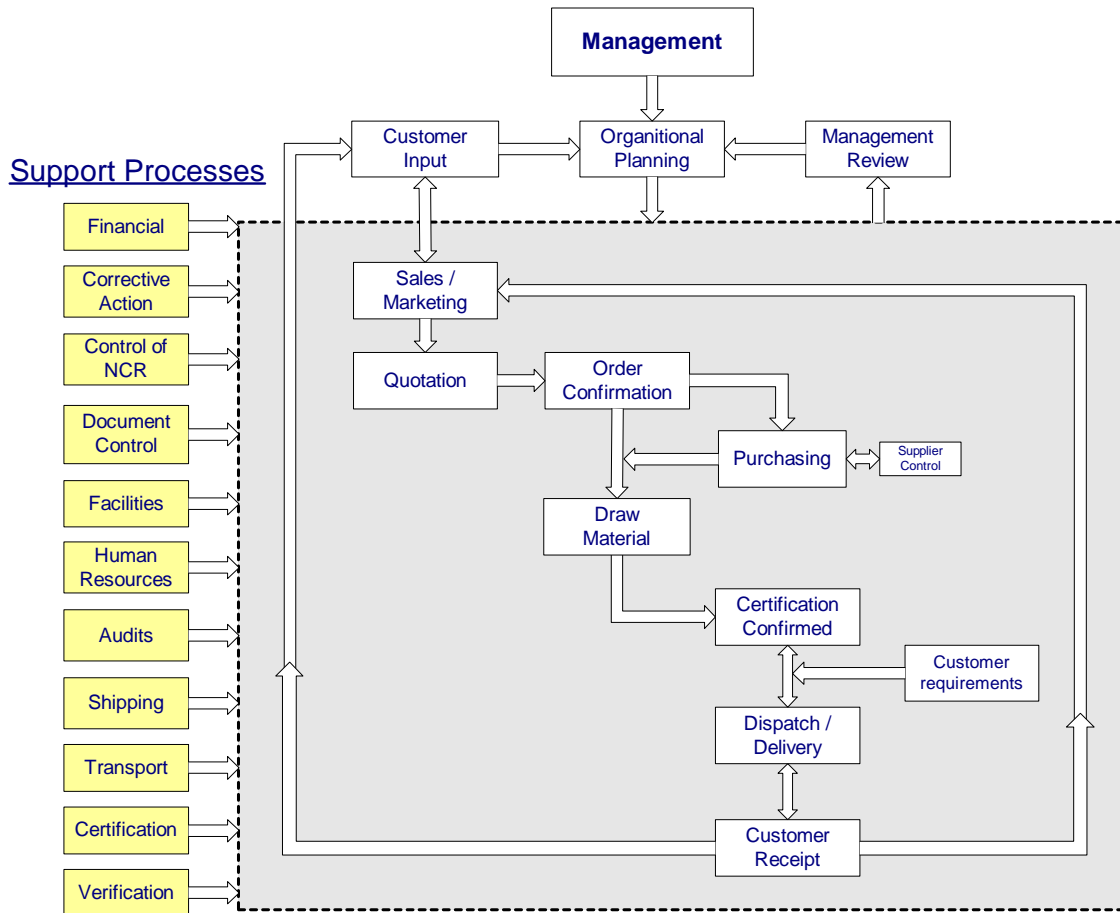 Management
Customer
Input
Organitional
Planning
Management
Review
Support Processes
Financial
Corrective
Action
Control of
NCR
Document
Control
Facilities
Human
Resources
Audits
Shipping
Transport
Certification
Verification
Sales /
Marketing
Quotation
Order
Confirmation
Purchasing
Supplier
Control
Draw
Material
Certification
Confirmed
Customer
requirements
Dispatch /
Delivery
Customer
Receipt